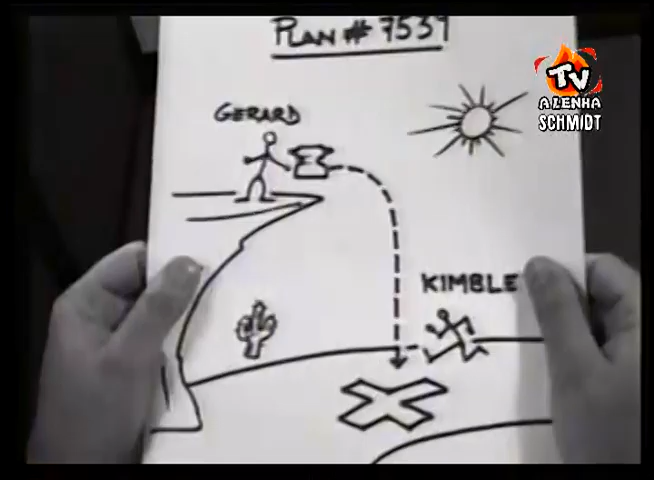 PLAN # 7539
GERARD
KIMBLE
TV
A LENHA
SCHMIDT